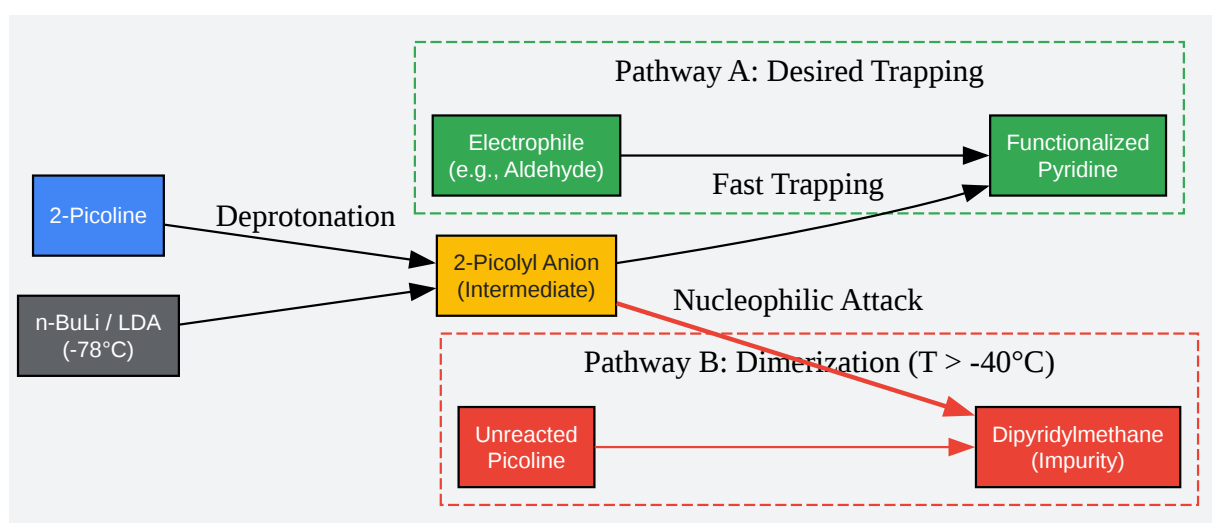 Pathway A: Desired Trapping
Electrophile
(e.g., Aldehyde)
Functionalized
Pyridine
Fast Trapping
2-Picoline
Deprotonation
2-Picolyl Anion
(Intermediate)
n-BuLi / LDA
(-78°C)
Nucleophilic Attack
Pathway B: Dimerization (T > -40°C)
Unreacted
Picoline
Dipyridylmethane
(Impurity)